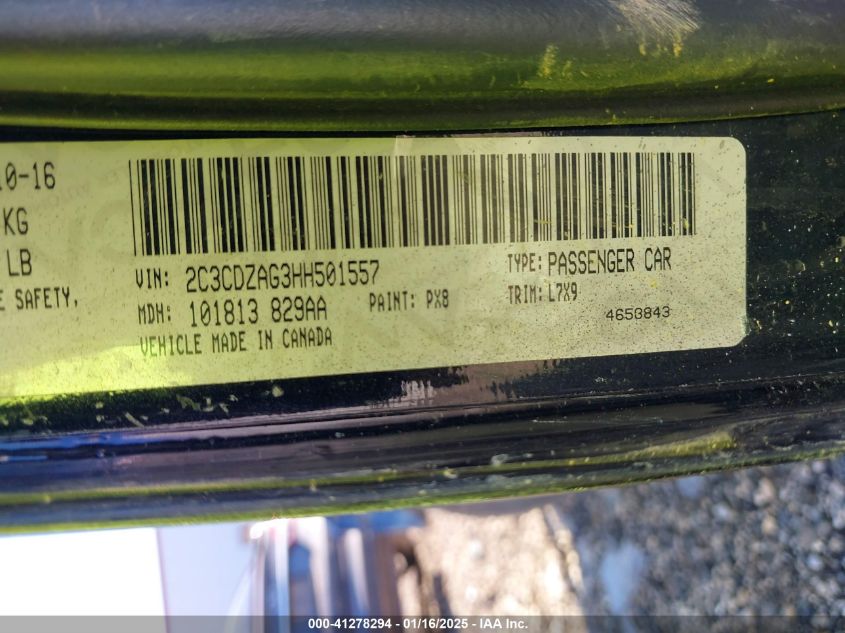 10-16
KG
LB
E SAFETY,
VIN: 2C3CDZAG3HH501557
TYPE: PASSENGER CAR
MDH: 101813 829AA
PAINT: PX8
TRIM: L7X9
VEHICLE MADE IN CANADA
4653843
000-41278294 - 01/16/2025 - IAA Inc.